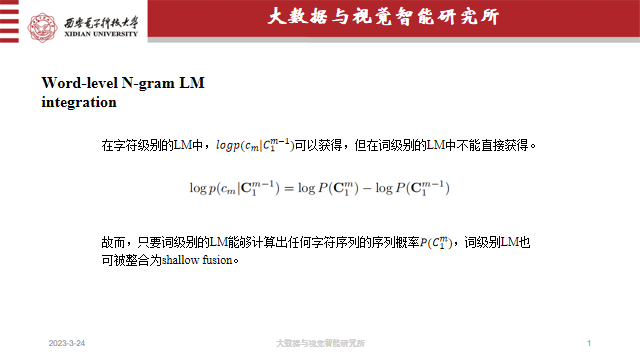 西安电子科技大学
XIDIAN UNIVERSITY
大数据与视觉智能研究所
Word-level N-gram LM
integration
在字符级别的LM中，$logp(c_m|C_1^{m-1})$可以获得，但在词级别的LM中不能直接获得。
$\log p(c_m|\mathbf{C}_1^{m-1}) = \log P(\mathbf{C}_1^m) - \log P(\mathbf{C}_1^{m-1})$
故而，只要词级别的LM能够计算出任何字符序列的序列概率$P(C_1^m)$，词级别LM也
可被整合为shallow fusion。
2023-3-24
大数据与视觉智能研究所
1